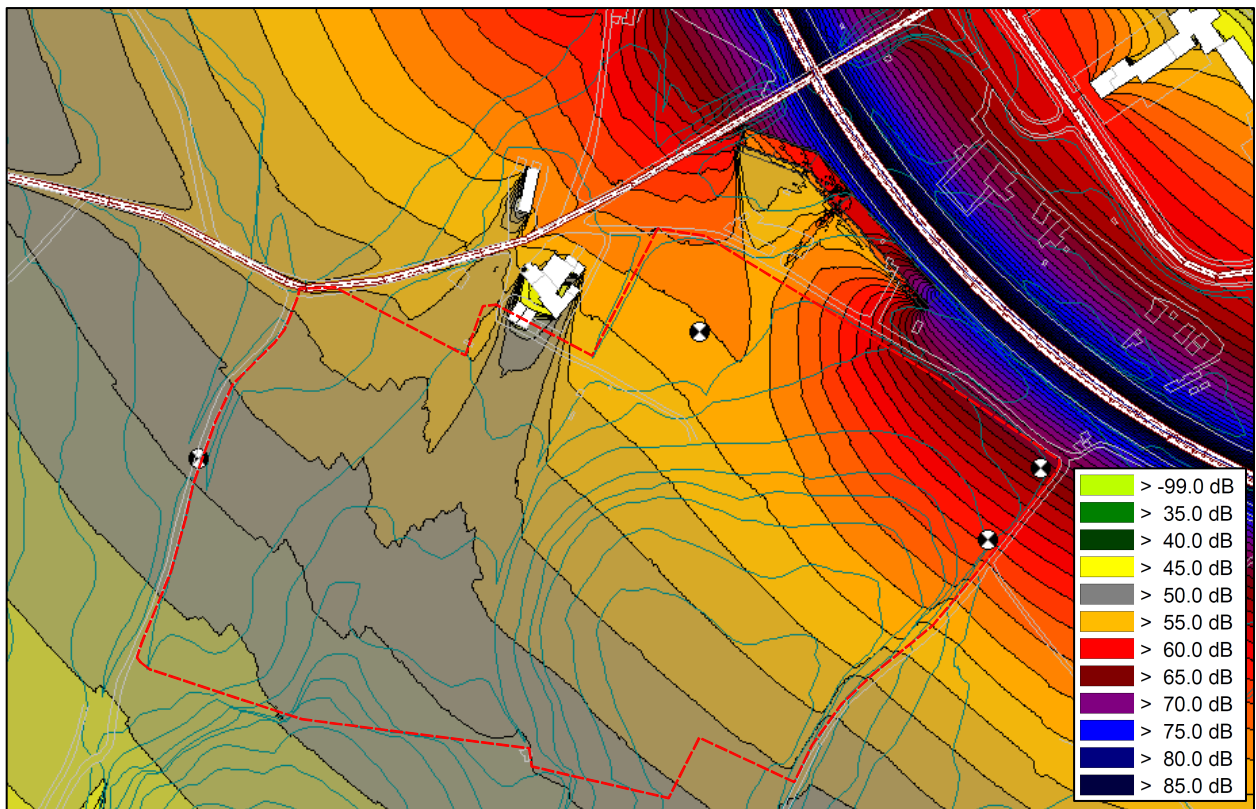 > -99.0 dB
> 35.0 dB
> 40.0 dB
> 45.0 dB
> 50.0 dB
> 55.0 dB
> 60.0 dB
> 65.0 dB
> 70.0 dB
> 75.0 dB
> 80.0 dB
> 85.0 dB